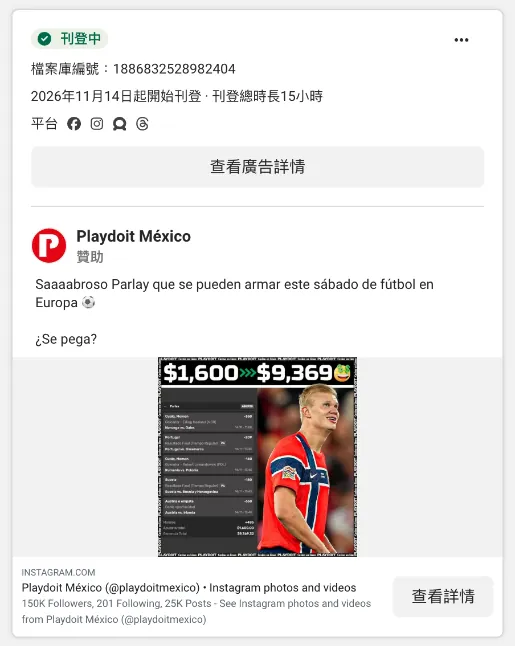 刊登中
檔案庫編號：1886832528982404
2026年11月14日起開始刊登 · 刊登總時長15小時
平台
查看廣告詳情
Playdoit México
贊助
Saaaabroso Parlay que se pueden armar este sábado de fútbol en
Europa ⚽
¿Se pega?
$1,600>>>$9,369
Parlay
Portugal
Suecia
INSTAGRAM.COM
Playdoit México (@playdoitmexico) • Instagram photos and videos
150K Followers, 201 Following, 25K Posts - See Instagram photos and videos
from Playdoit México (@playdoitmexico)
查看詳情